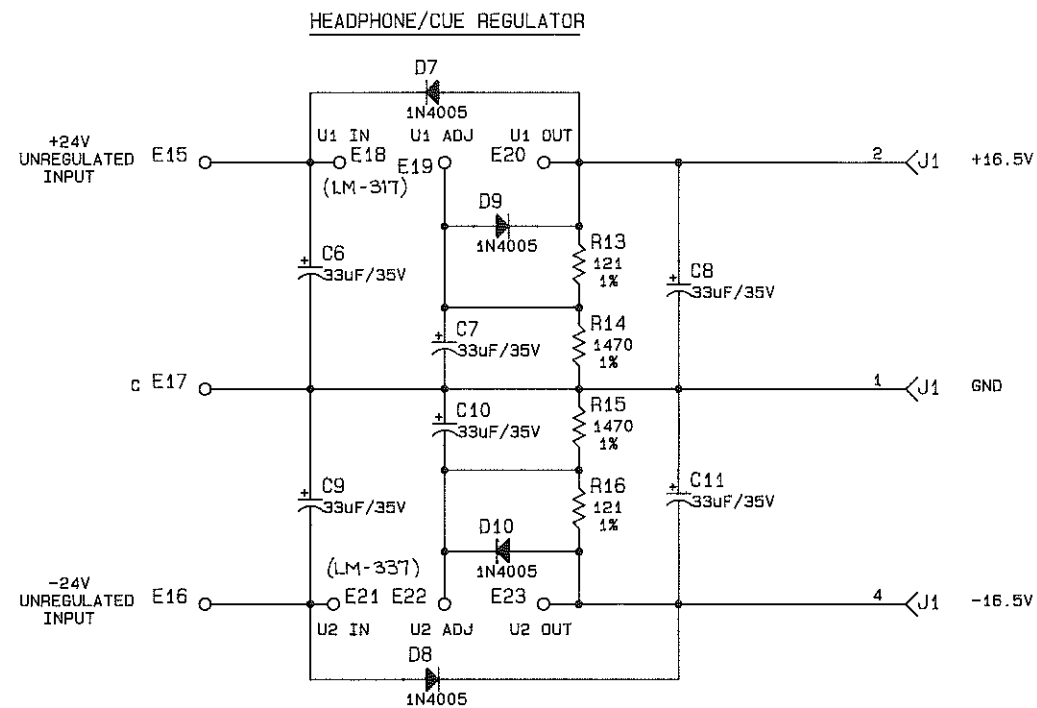 HEADPHONE/CUE REGULATOR
D7
1N4005
U1 IN
U1 ADJ
U1 OUT
+24V
UNREGULATED
INPUT
E15
E18
E19
E20
(LM-317)
2
J1
+16.5V
D9
1N4005
R13
121
1%
C6
+
33uF/35V
C8
+
33uF/35V
C7
+
33uF/35V
R14
1470
1%
C E17
1
J1
GND
C10
+
33uF/35V
R15
1470
1%
C9
+
33uF/35V
R16
121
1%
C11
+
33uF/35V
D10
1N4005
(LM-337)
-24V
UNREGULATED
INPUT
E16
E21
E22
E23
4
J1
-16.5V
U2 IN
U2 ADJ
U2 OUT
D8
1N4005